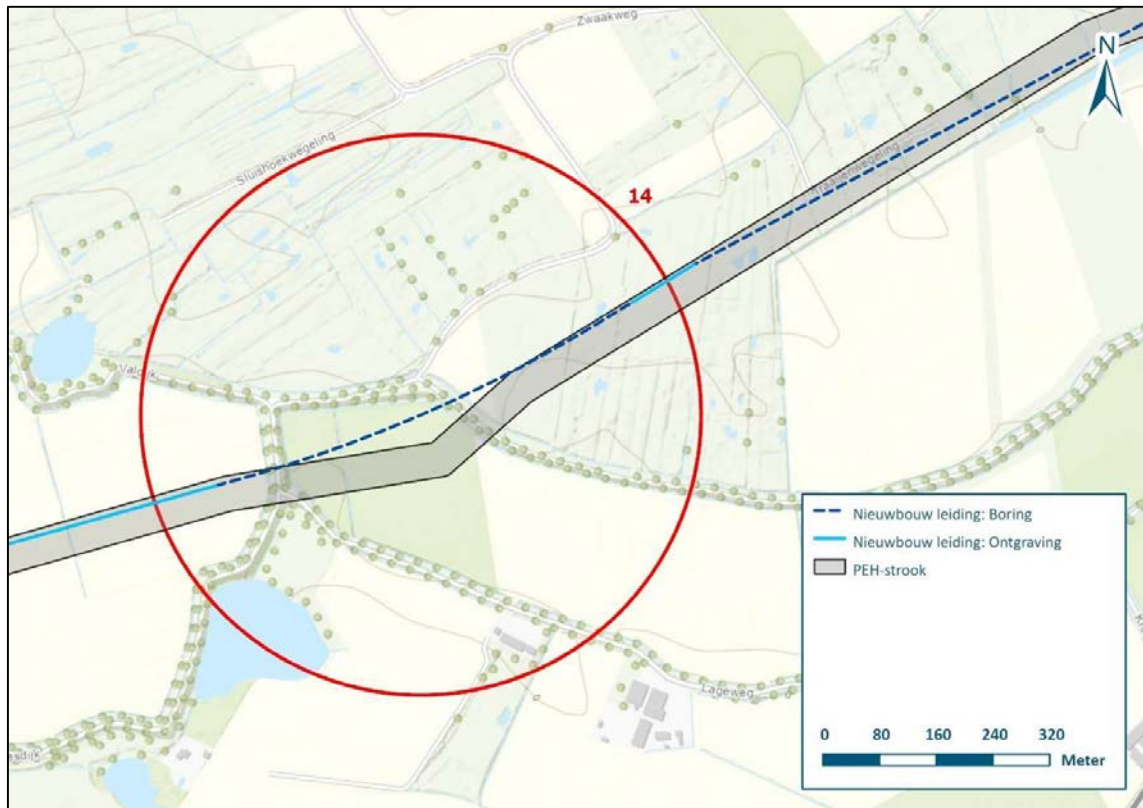 Zwaakweg
N
Sluishoekwegeling
Kraaijenwegeling
14
Valdijk
Nieuwbouw leiding: Boring
Nieuwbouw leiding: Ontgraving
PEH-strook
Lageweg
0 80 160 240 320
Meter